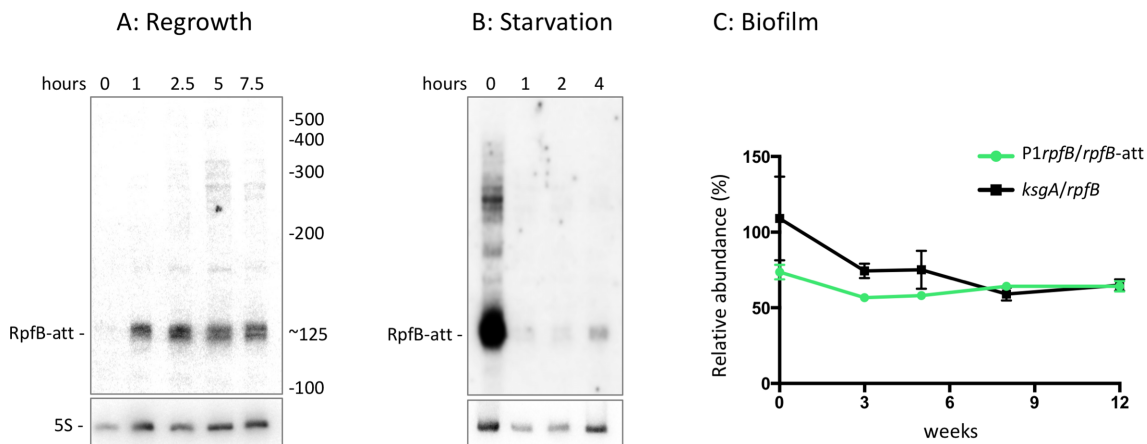 A: Regrowth
hours 0 1 2.5 5 7.5
-500
-400
-300
-200
RpfB-att - ~125
-100
5S -
B: Starvation
hours 0 1 2 4
RpfB-att -
C: Biofilm
P1rpfB/rpfB-att
ksgA/rpfB
Relative abundance (%)
150
100
50
0
0 3 6 9 12
weeks